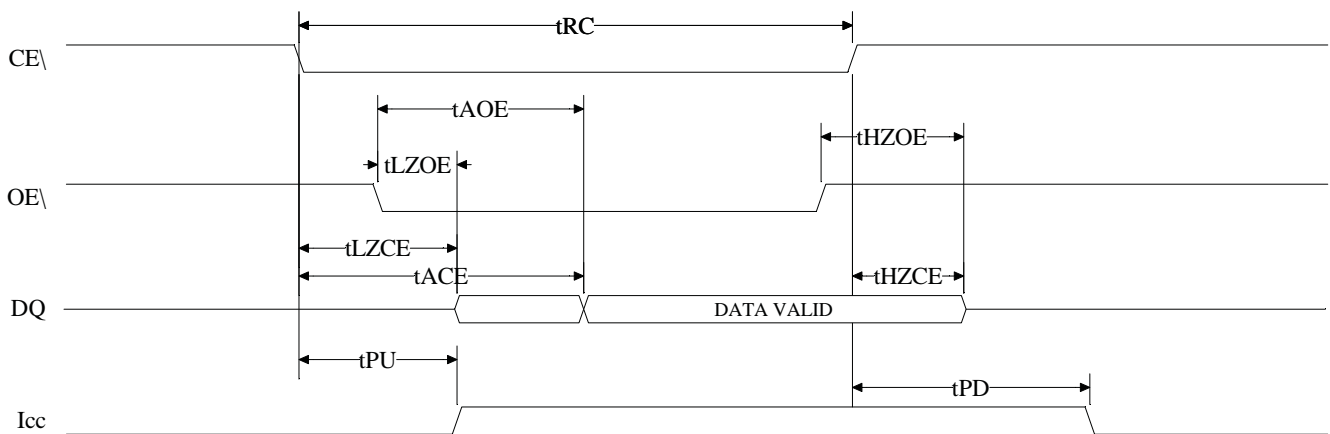 tRC
CE\
tAOE
tHZOE
tLZOE
OE\
tLZCE
tACE
tHZCE
DQ
DATA VALID
tPU
tPD
Icc